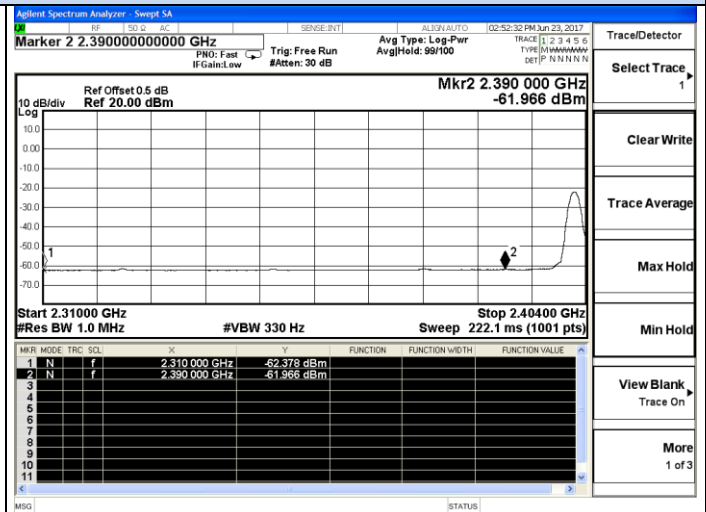 Agilent Spectrum Analyzer - Swept SA
RF 50 Ω AC SENSE:INT ALIGN AUTO 02:52:32 PM Jun 23, 2017
Marker 2 2.390000000000 GHz
PNO: Fast
IFGain:Low
Trig: Free Run
#Atten: 30 dB
Avg Type: Log-Pwr
Avg|Hold: 99/100
TRACE 1 2 3 4 5 6
TYPE M
DET P N N N N N
Ref Offset 0.5 dB
10 dB/div Ref 20.00 dBm
Log
Mkr2 2.390 000 GHz
-61.966 dBm
10.0
0.00
-10.0
-20.0
-30.0
-40.0
-50.0
-60.0
-70.0
1
2
Start 2.31000 GHz Stop 2.40400 GHz
#Res BW 1.0 MHz #VBW 330 Hz Sweep 222.1 ms (1001 pts)
MKR MODE TRC SCL X Y FUNCTION FUNCTION WIDTH FUNCTION VALUE
1 N f 2.310 000 GHz -62.378 dBm
2 N f 2.390 000 GHz -61.966 dBm
3
4
5
6
7
8
9
10
11
MSG STATUS
Trace/Detector
Select Trace
1
Clear Write
Trace Average
Max Hold
Min Hold
View Blank
Trace On
More
1 of 3